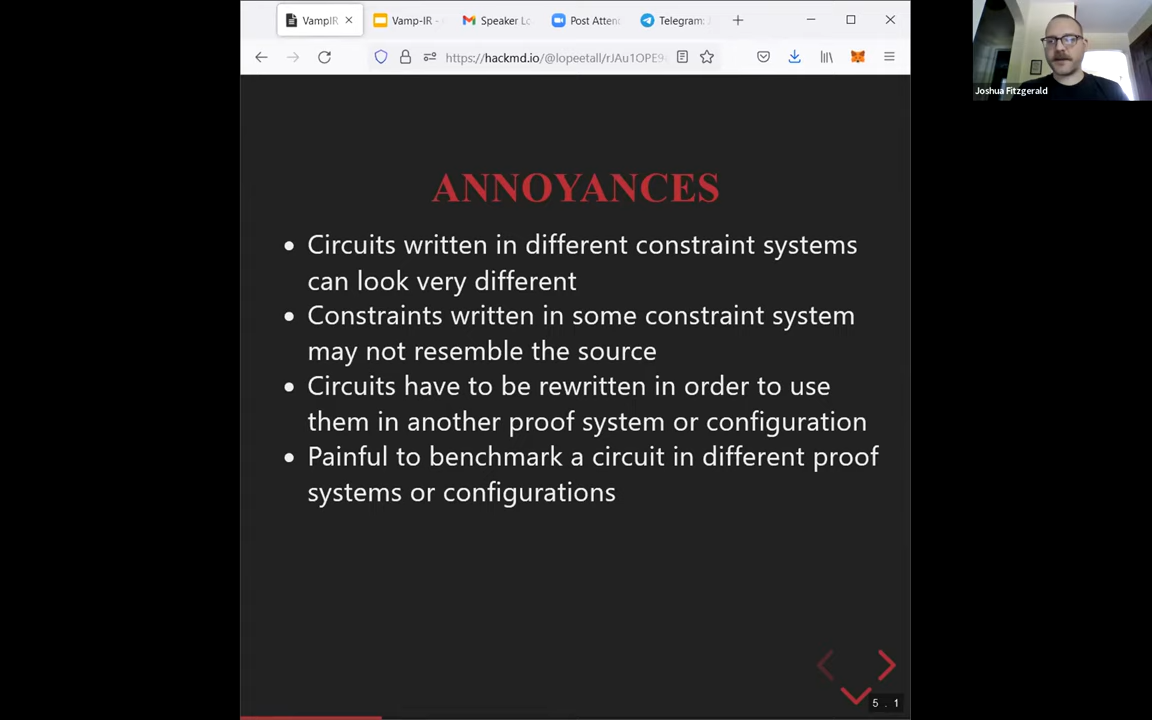 VampIR
Vamp-IR -
Speaker Lo
Post Attend
Telegram:
https://hackmd.io/@lopeetall/rJAu1OPE9
Joshua Fitzgerald
ANNOYANCES
• Circuits written in different constraint systems
can look very different
• Constraints written in some constraint system
may not resemble the source
• Circuits have to be rewritten in order to use
them in another proof system or configuration
• Painful to benchmark a circuit in different proof
systems or configurations
5 . 1